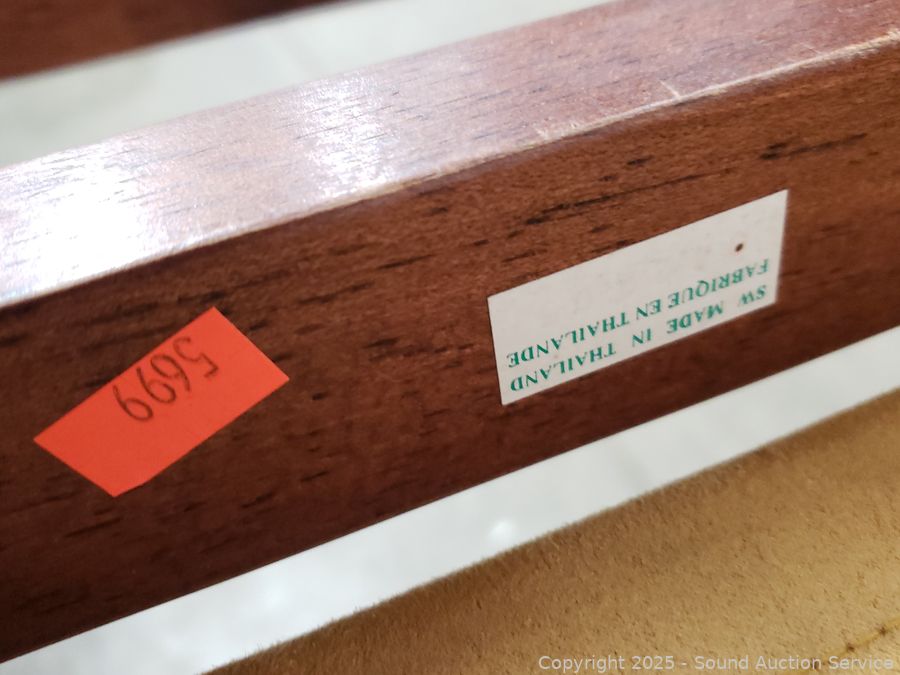 SW MADE IN THAILAND
FABRIQUE EN THAILANDE
5699
Copyright 2025 - Sound Auction Service